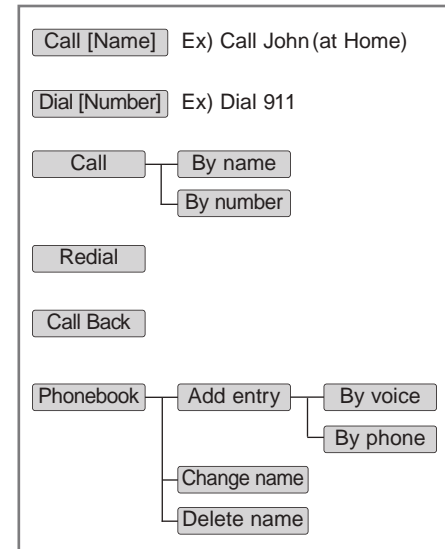 Call [Name] Ex) Call John (at Home)
Dial [Number] Ex) Dial 911
Call By name
By number
Redial
Call Back
Phonebook Add entry By voice
By phone
Change name
Delete name